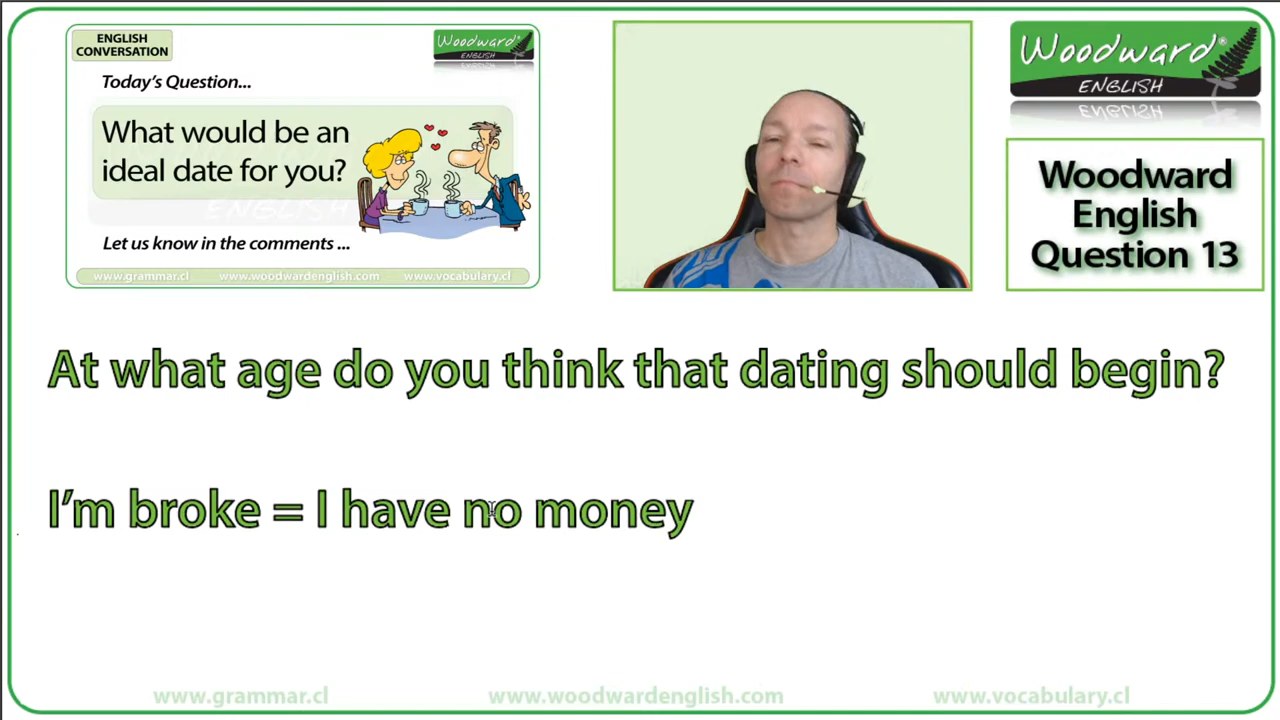 ENGLISH
CONVERSATION
Woodward
ENGLISH
Today's Question...
What would be an
ideal date for you?
ENGLISH
Let us know in the comments ...
www.grammar.cl www.woodwardenglish.com www.vocabulary.cl
Woodward®
ENGLISH
Woodward
English
Question 13
At what age do you think that dating should begin?
I'm broke = I have no money
www.grammar.cl www.woodwardenglish.com www.vocabulary.cl